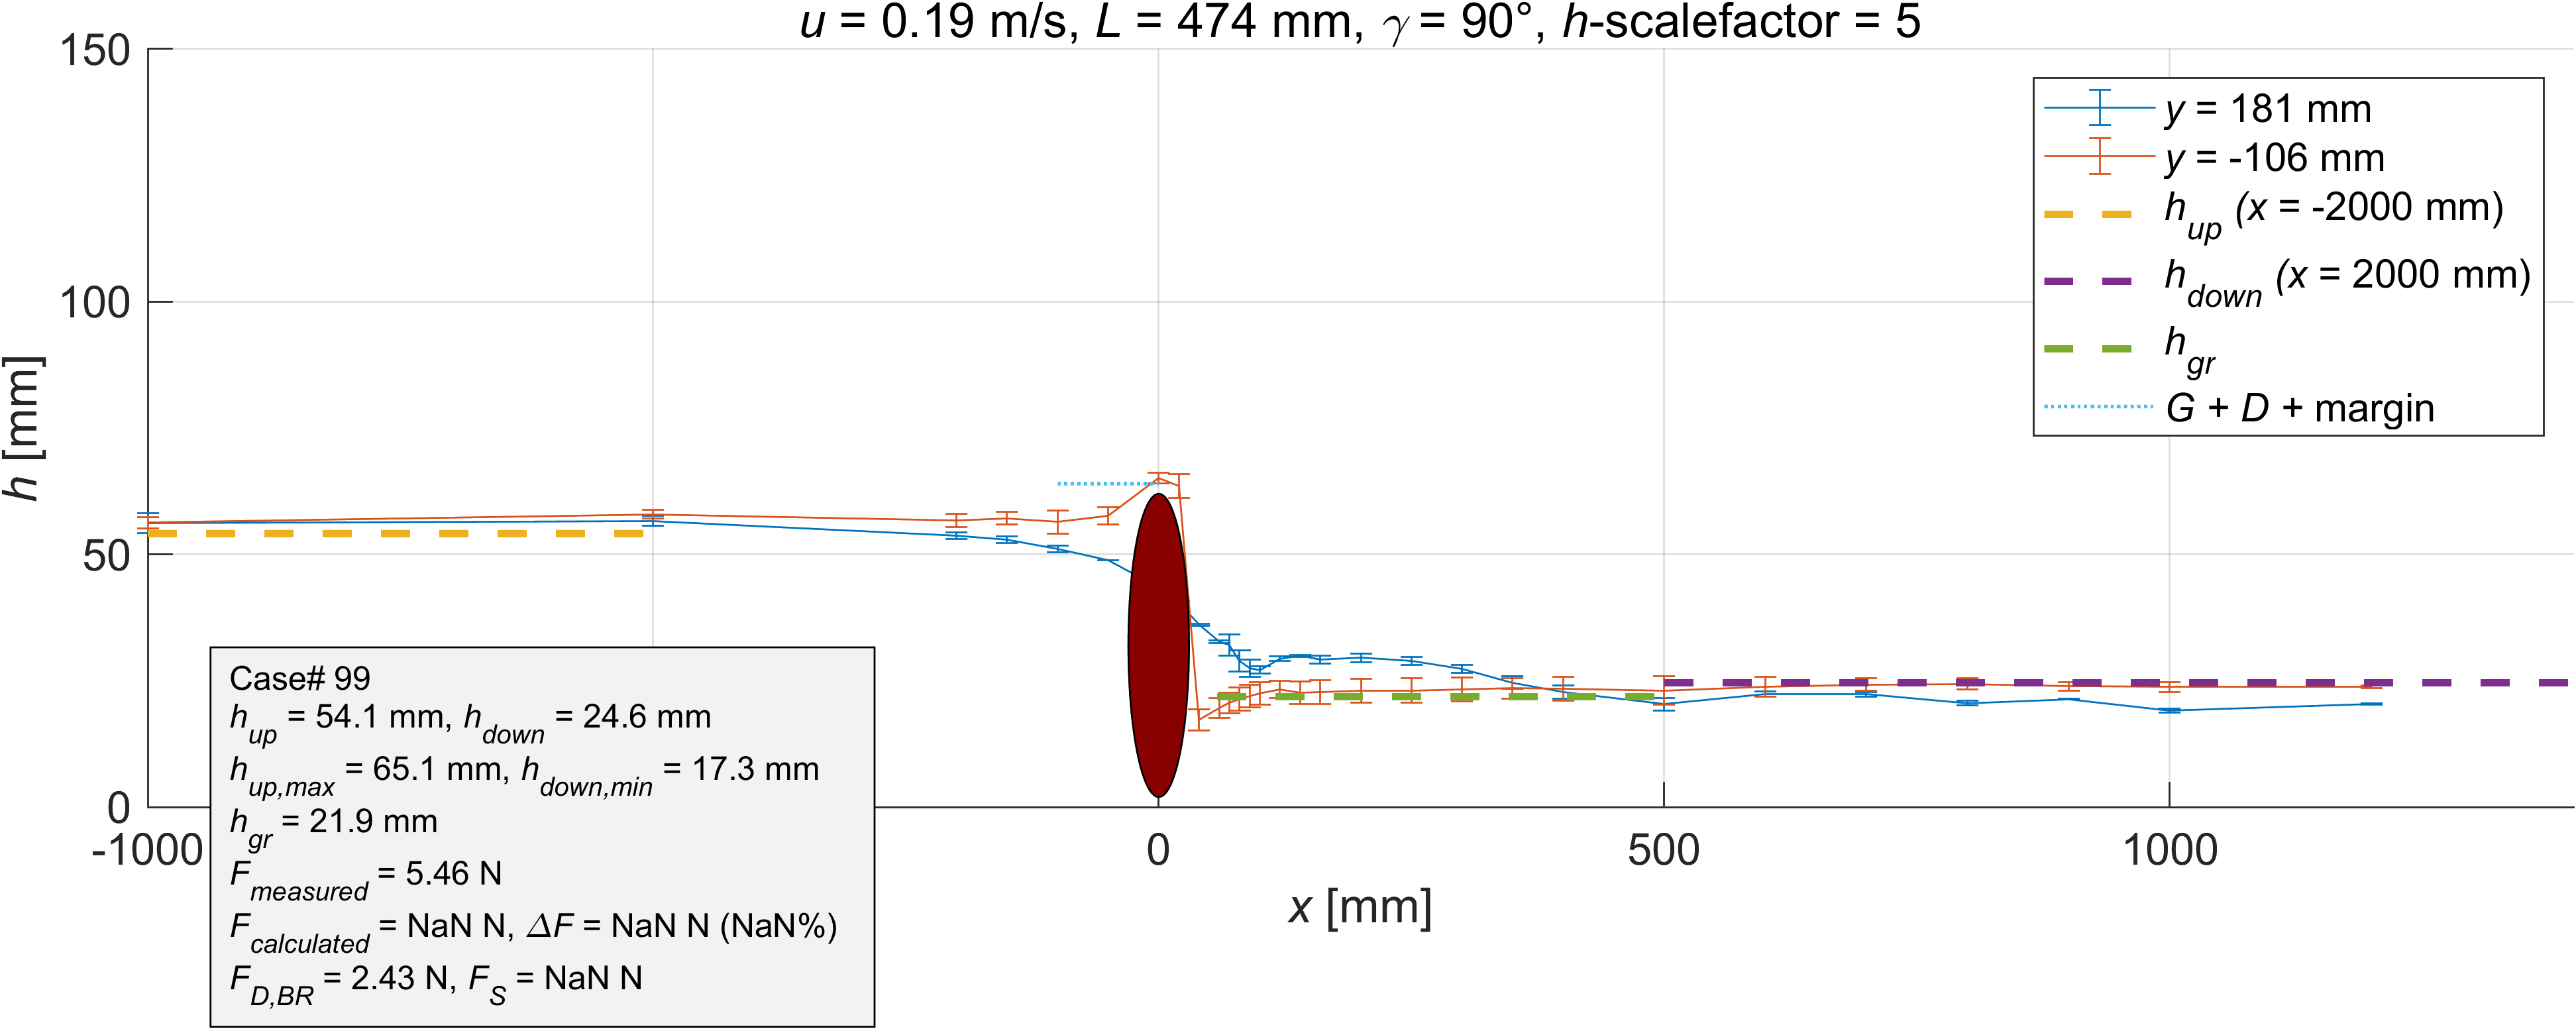 u = 0.19 m/s, L = 474 mm, γ = 90°, h-scalefactor = 5
150
100
50
0
h [mm]
-1000
0
500
1000
x [mm]
y = 181 mm
y = -106 mm
h_up (x = -2000 mm)
h_down (x = 2000 mm)
h_gr
G + D + margin
Case# 99
h_up = 54.1 mm, h_down = 24.6 mm
h_up,max = 65.1 mm, h_down,min = 17.3 mm
h_gr = 21.9 mm
F_measured = 5.46 N
F_calculated = NaN N, ΔF = NaN N (NaN%)
F_D,BR = 2.43 N, F_S = NaN N